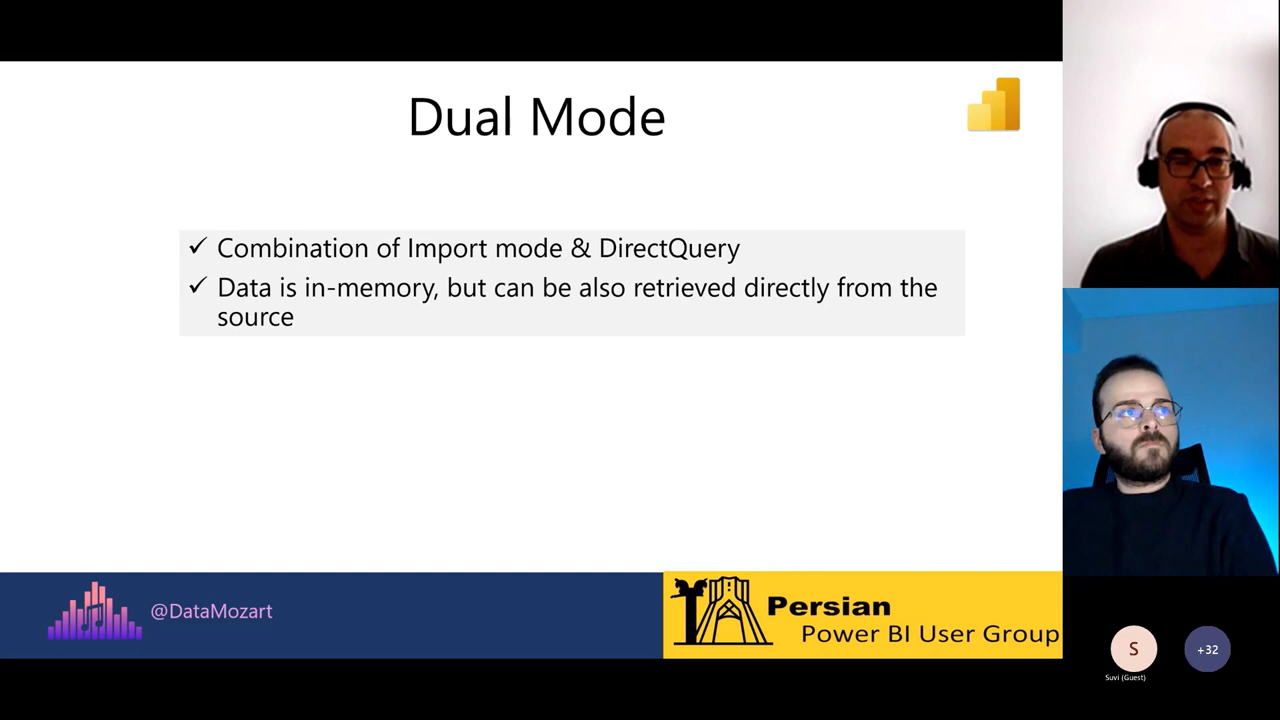 Dual Mode
✓ Combination of Import mode & DirectQuery
✓ Data is in-memory, but can be also retrieved directly from the
source
@DataMozart
Persian
Power BI User Group
S
+32
Suvi (Guest)